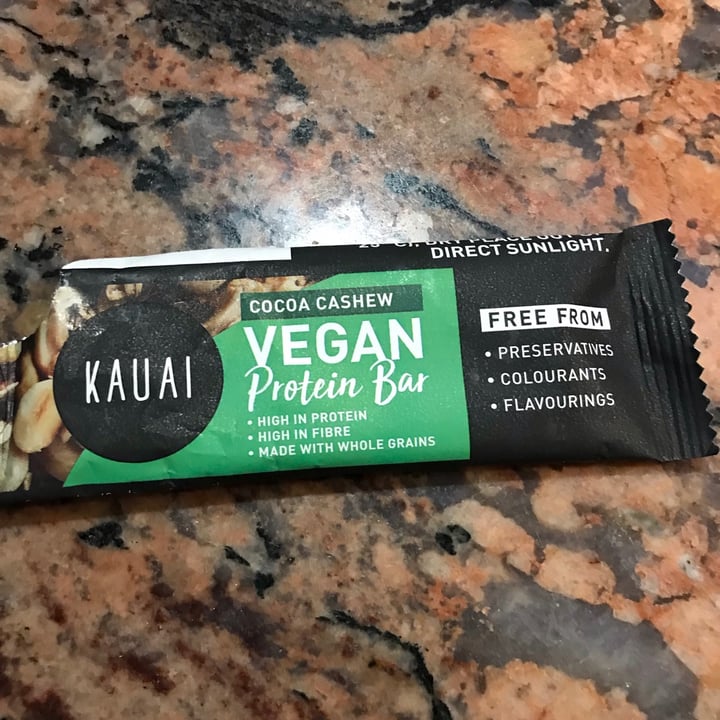 DIRECT SUNLIGHT.
KAUAI
COCOA CASHEW
VEGAN
Protein Bar
• HIGH IN PROTEIN
• HIGH IN FIBRE
• MADE WITH WHOLE GRAINS
FREE FROM
• PRESERVATIVES
• COLOURANTS
• FLAVOURINGS